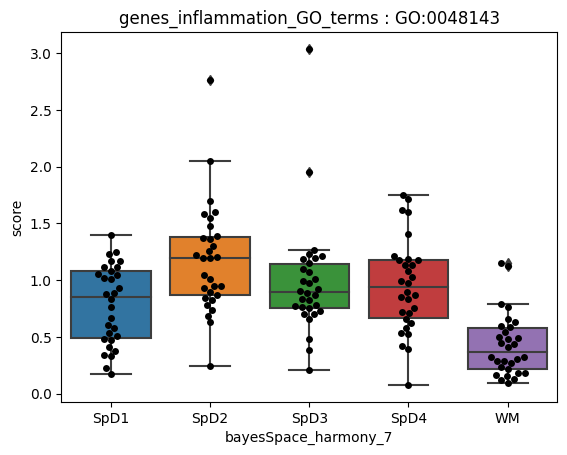 genes_inflammation_GO_terms : GO:0048143
3.0
2.5
2.0
1.5
1.0
0.5
0.0
score
SpD1 SpD2 SpD3 SpD4 WM
bayesSpace_harmony_7